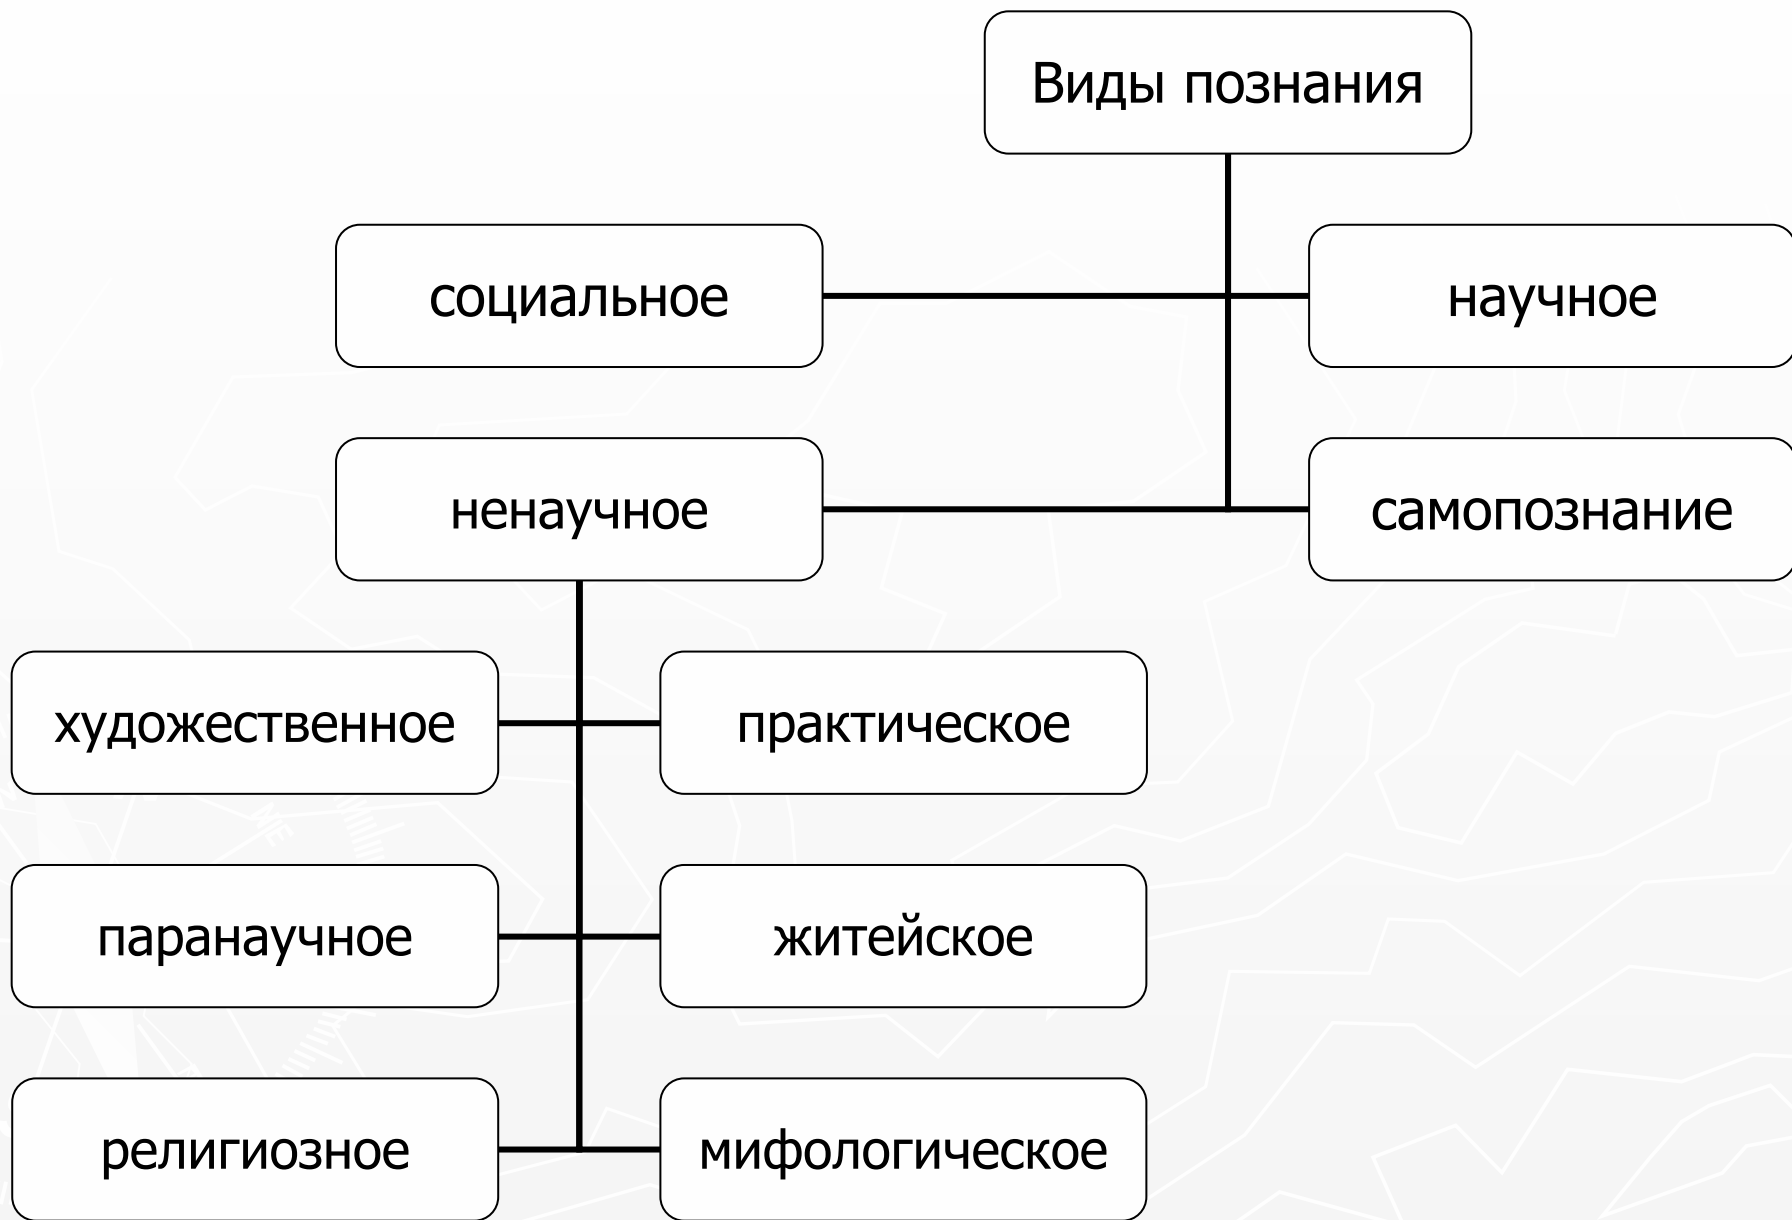 Виды познания
социальное
научное
ненаучное
самопознание
художественное
практическое
паранаучное
житейское
религиозное
мифологическое